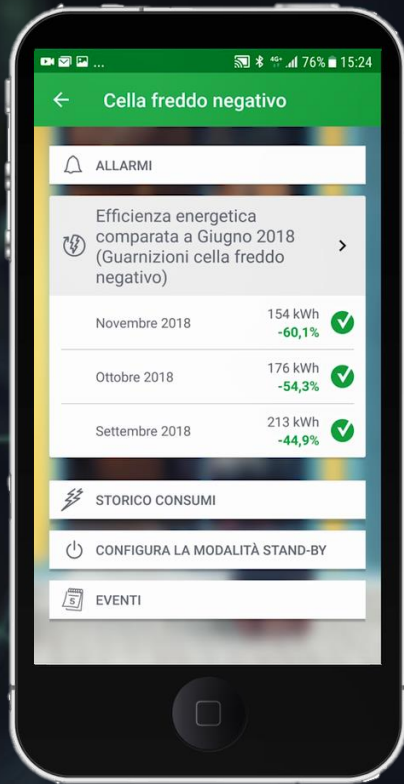 ... 4G+ 76% 15:24
Cella freddo negativo
ALLARMI
Efficienza energetica
comparata a Giugno 2018
(Guarnizioni cella freddo
negativo)
Novembre 2018
154 kWh
-60,1%
Ottobre 2018
176 kWh
-54,3%
Settembre 2018
213 kWh
-44,9%
STORICO CONSUMI
CONFIGURA LA MODALITÀ STAND-BY
5 EVENTI